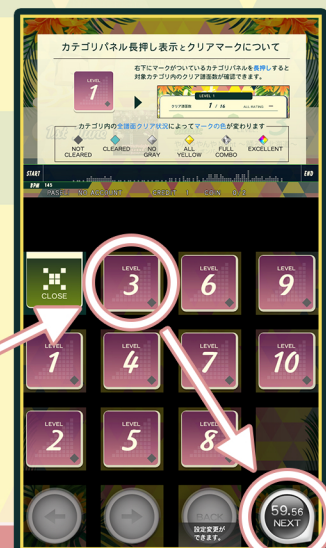 カテゴリパネル長押し表示とクリアマークについて
右下にマークがついているカテゴリパネルを長押しすると
対象カテゴリ内のクリア譜面数が確認できます。
LEVEL
1
LEVEL 1
クリア譜面数 1 / 16 ALL RATING --
カテゴリ内の全譜面クリア状況によってマークの色が変わります
NOT CLEARED
CLEARED
NO GRAY
ALL YELLOW
FULL COMBO
EXCELLENT
START
END
BPM 145
CLOSE
LEVEL
3
LEVEL
6
LEVEL
9
LEVEL
1
LEVEL
4
LEVEL
7
LEVEL
10
LEVEL
2
LEVEL
5
LEVEL
8
BACK
設定変更が
できます。
59.56
NEXT